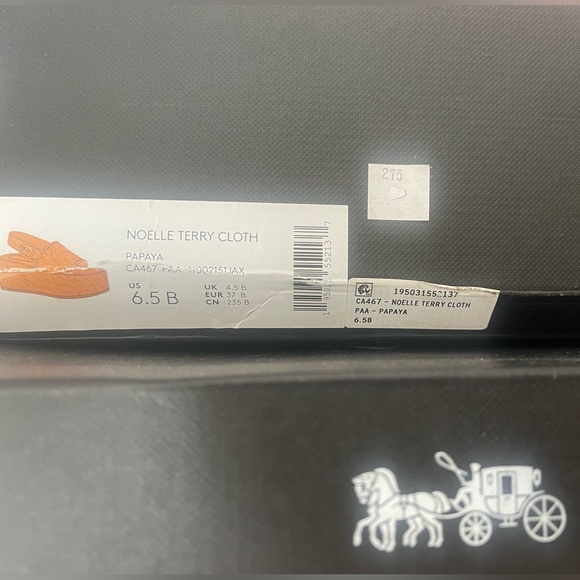 275
NOELLE TERRY CLOTH
PAPAYA
CA467 PAA
US
6.5 B
UK 4.5 B
EUR 37 B
CN 235 B
CA467 - NOELLE TERRY CLOTH
PAA - PAPAYA
6.5B